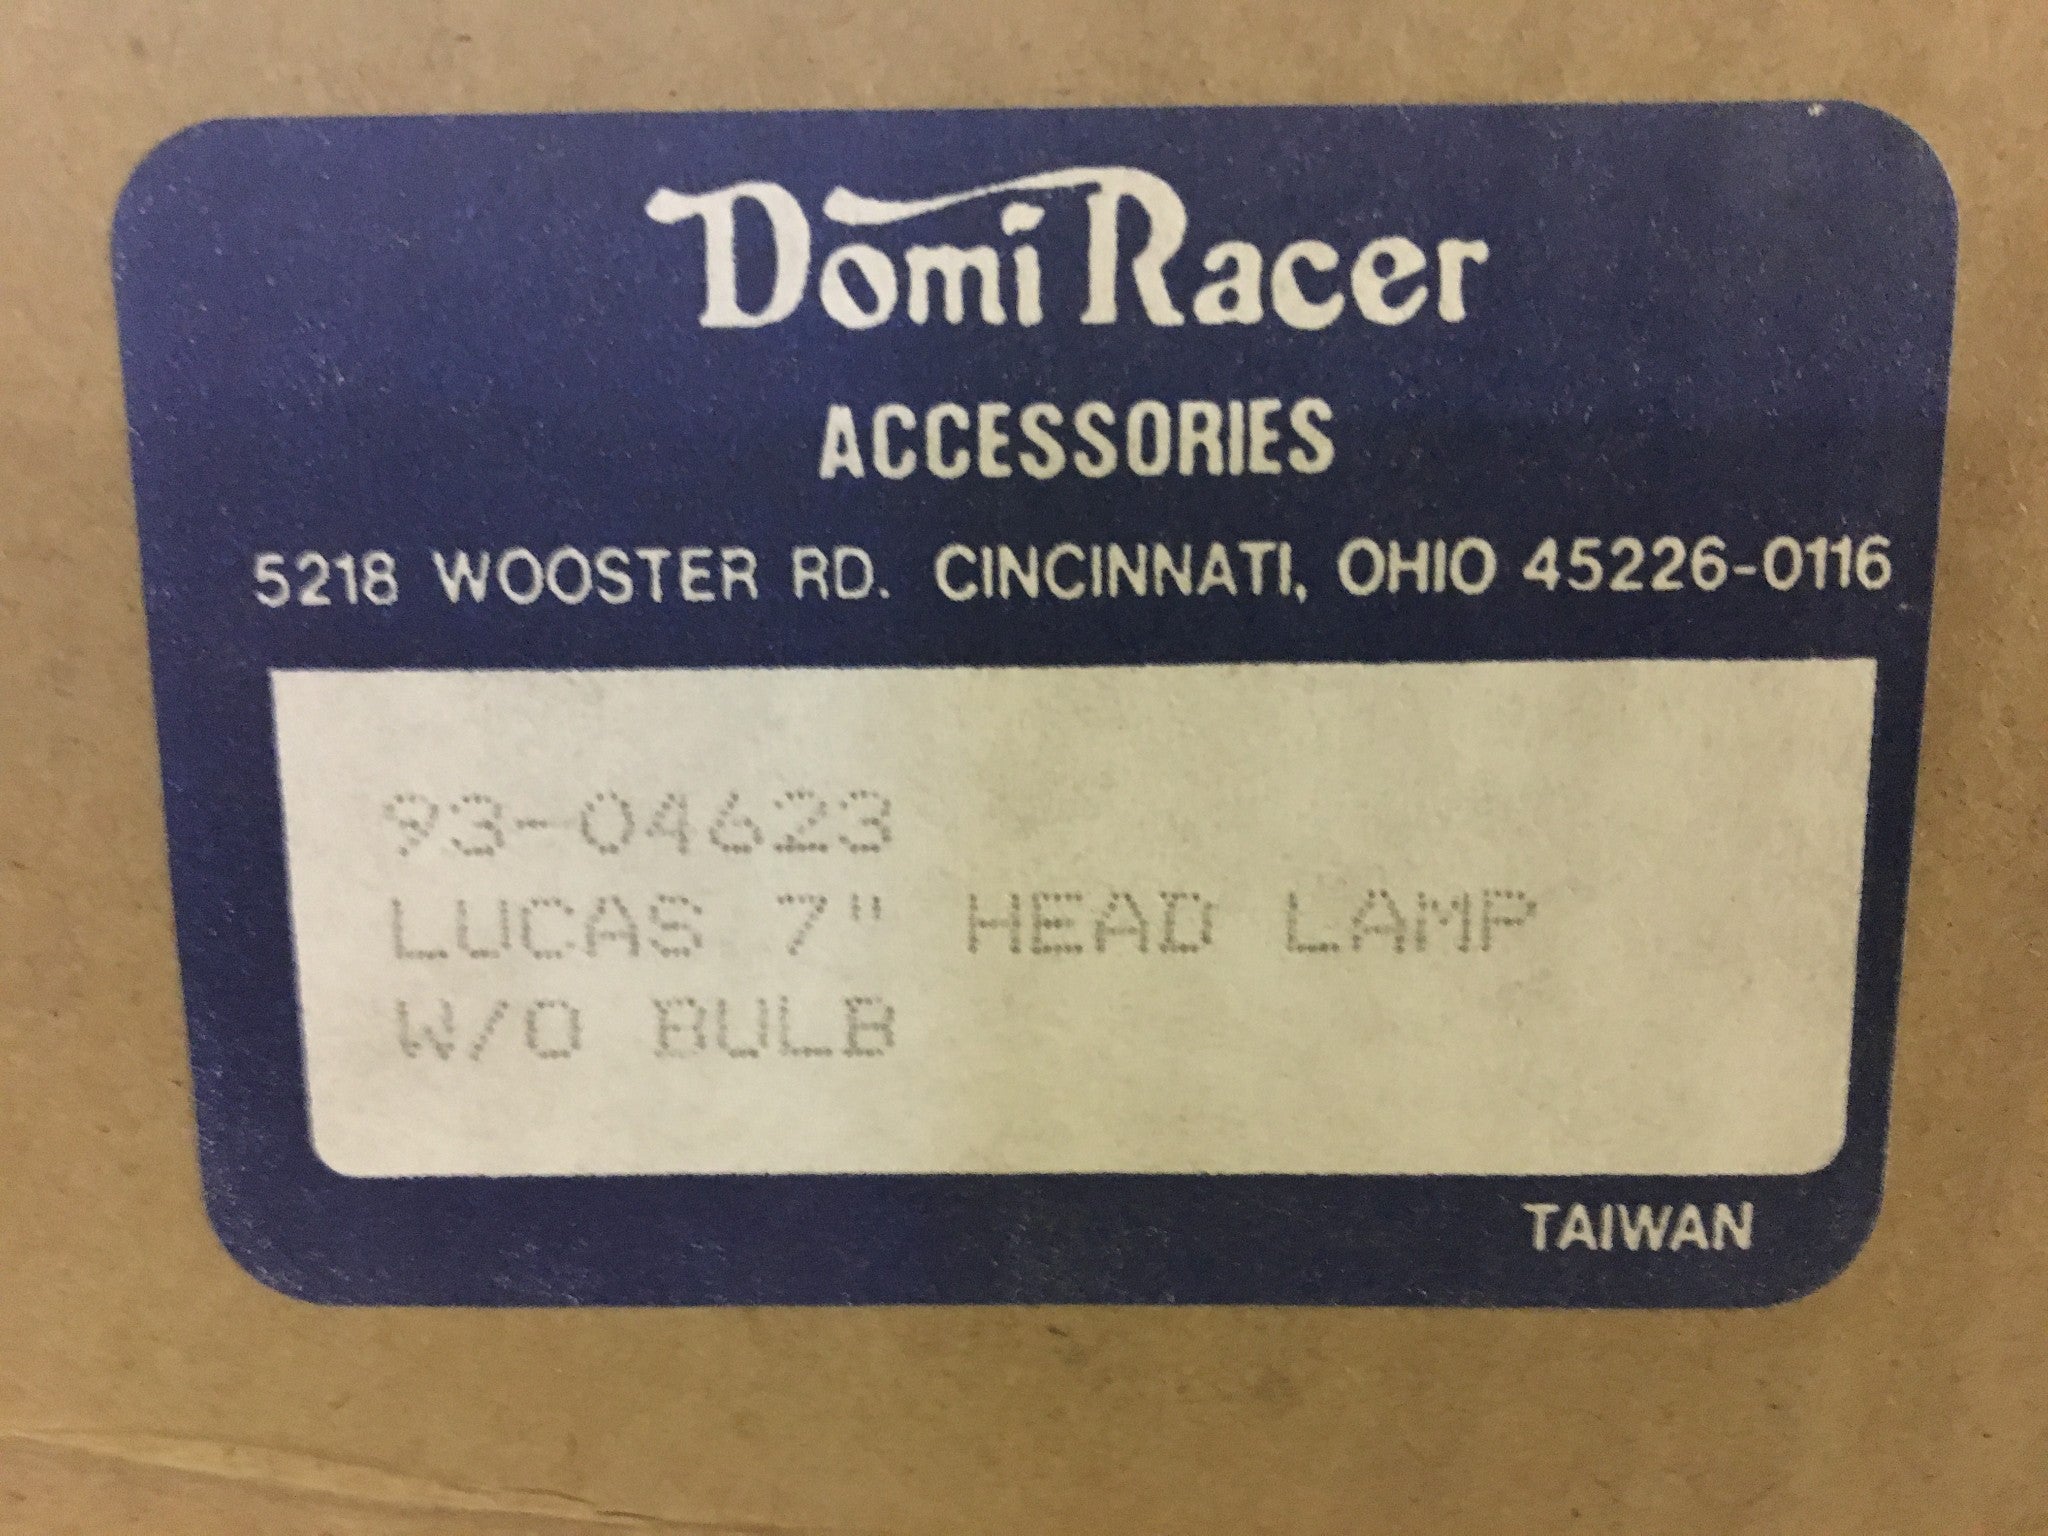 Domi Racer
ACCESSORIES
5218 WOOSTER RD. CINCINNATI, OHIO 45226-0116
93-04623
LUCAS 7" HEAD LAMP
W/O BULB
TAIWAN